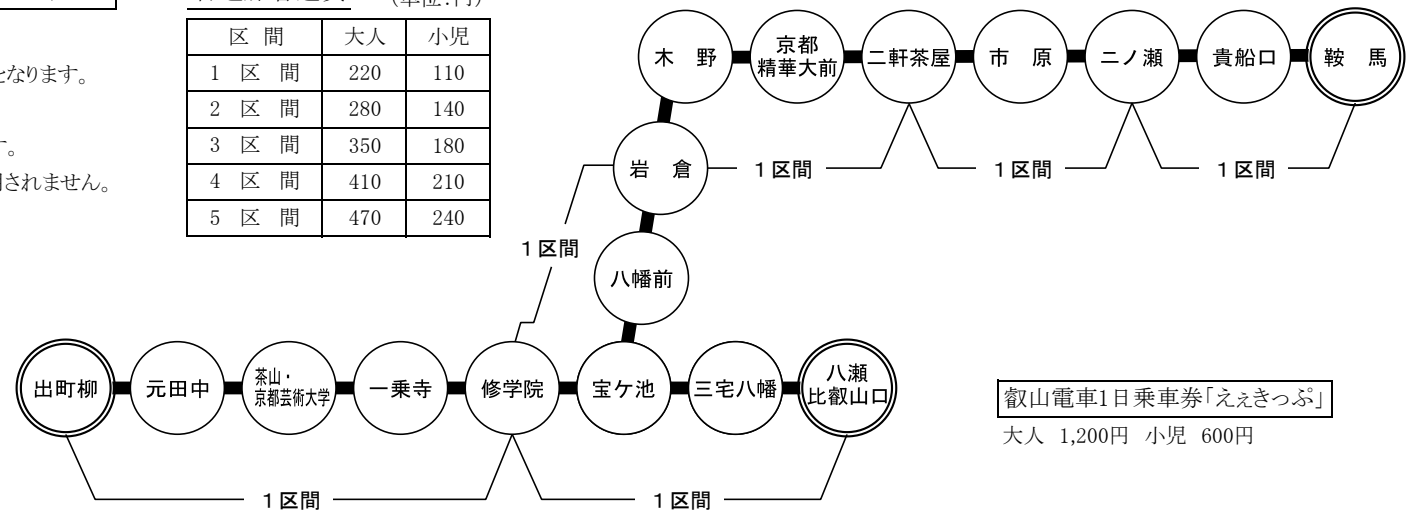 (単位:円)
となります。
す。
用されません。
区 間 大人 小児
1 区 間 220 110
2 区 間 280 140
3 区 間 350 180
4 区 間 410 210
5 区 間 470 240
木 野
京都
精華大前
二軒茶屋
市 原
二ノ瀬
貴船口
鞍 馬
岩 倉
1区間
1区間
1区間
1区間
八幡前
出町柳
元田中
茶山・
京都芸術大学
一乗寺
修学院
宝ケ池
三宅八幡
八瀬
比叡山口
1区間
1区間
叡山電車1日乗車券「えぇきっぷ」
大人 1,200円 小児 600円